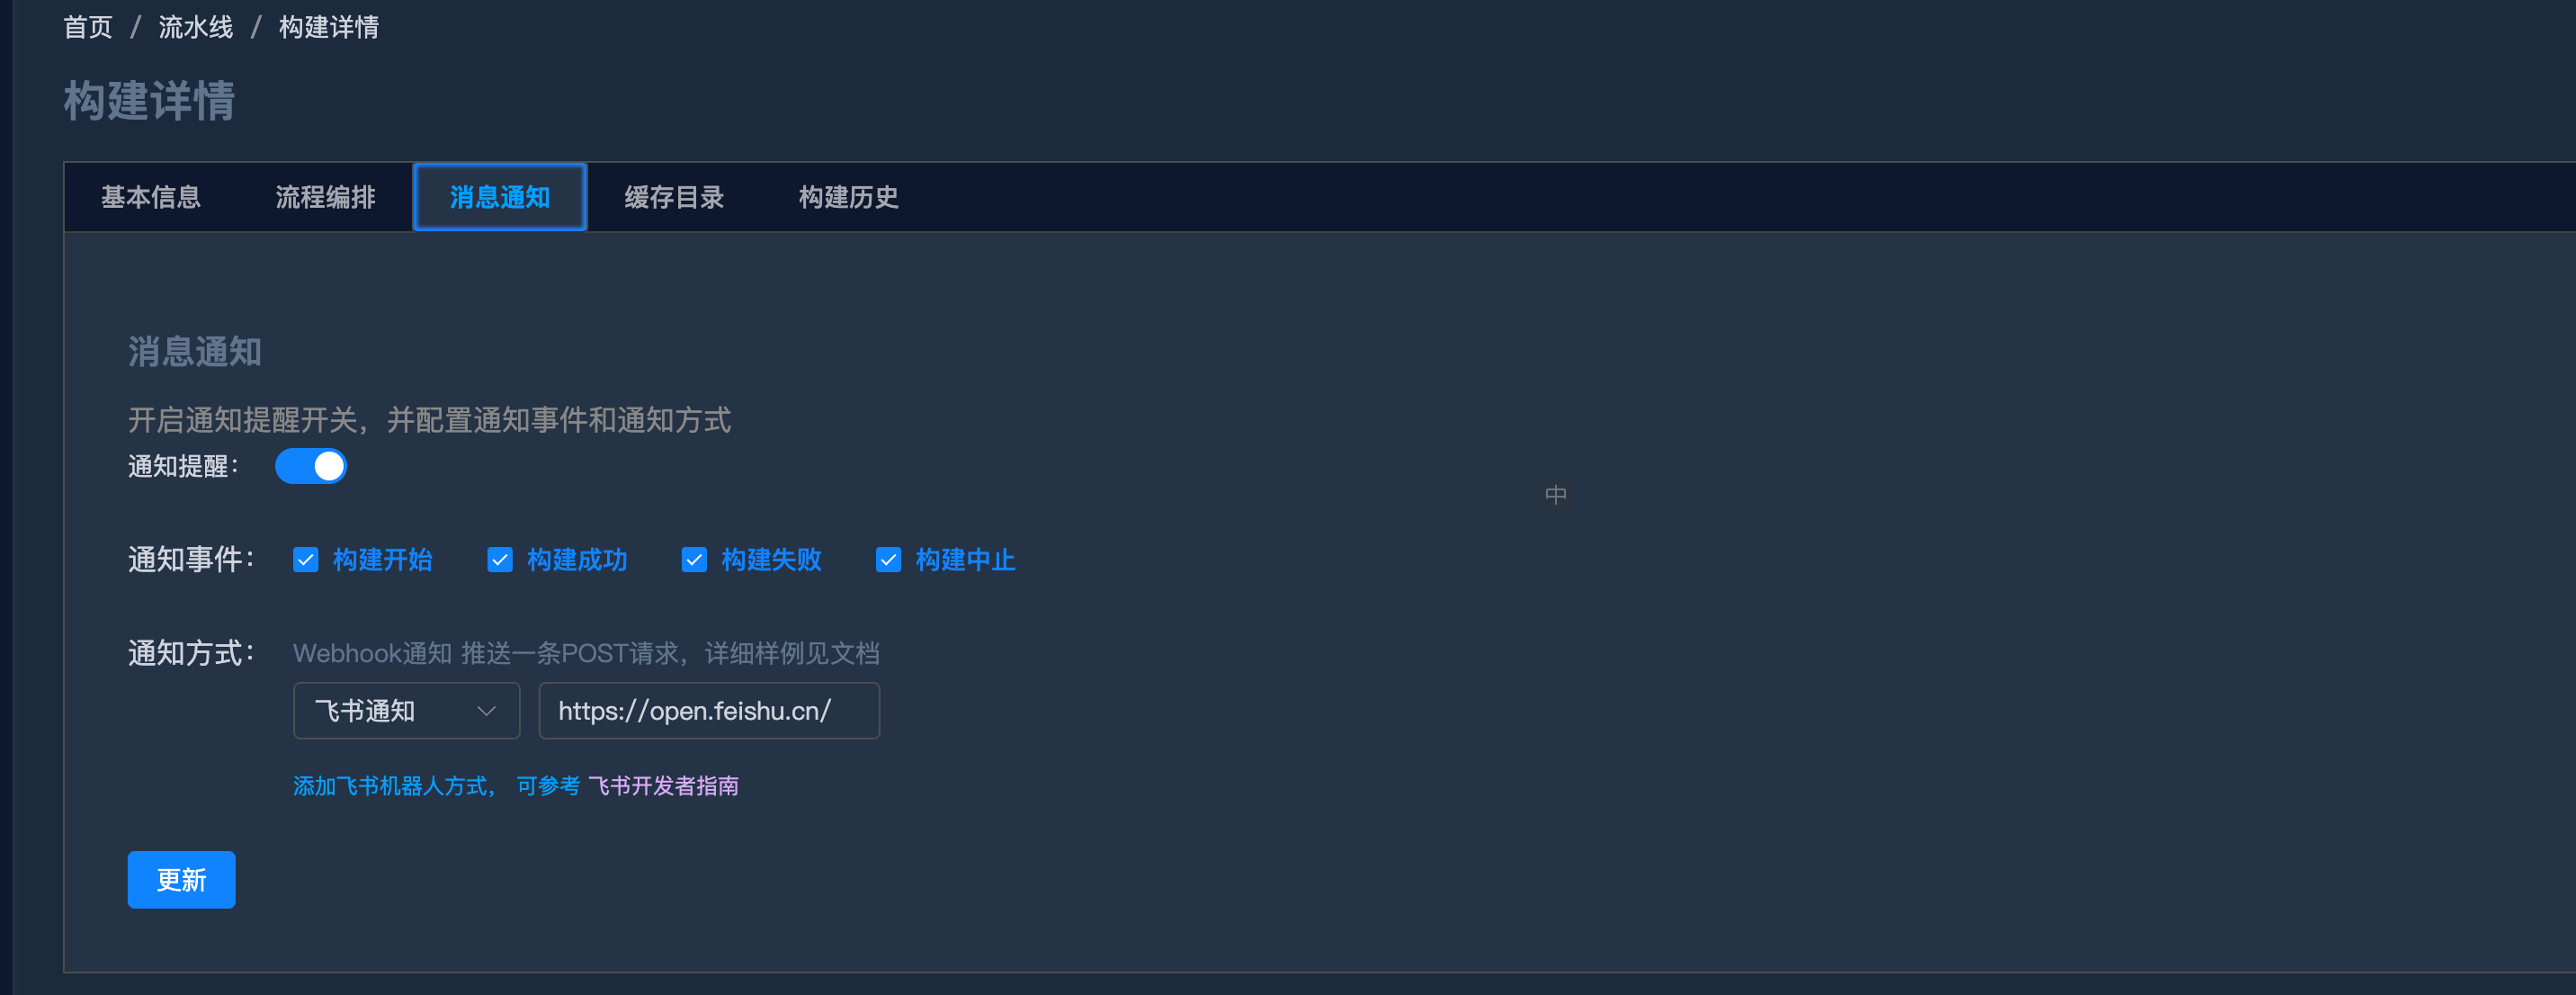 首页 / 流水线 / 构建详情
构建详情
基本信息 流程编排 消息通知 缓存目录 构建历史
消息通知
开启通知提醒开关，并配置通知事件和通知方式
通知提醒：
中
通知事件： 构建开始 构建成功 构建失败 构建中止
通知方式： Webhook通知 推送一条POST请求，详细样例见文档
飞书通知 https://open.feishu.cn/
添加飞书机器人方式， 可参考 飞书开发者指南
更新